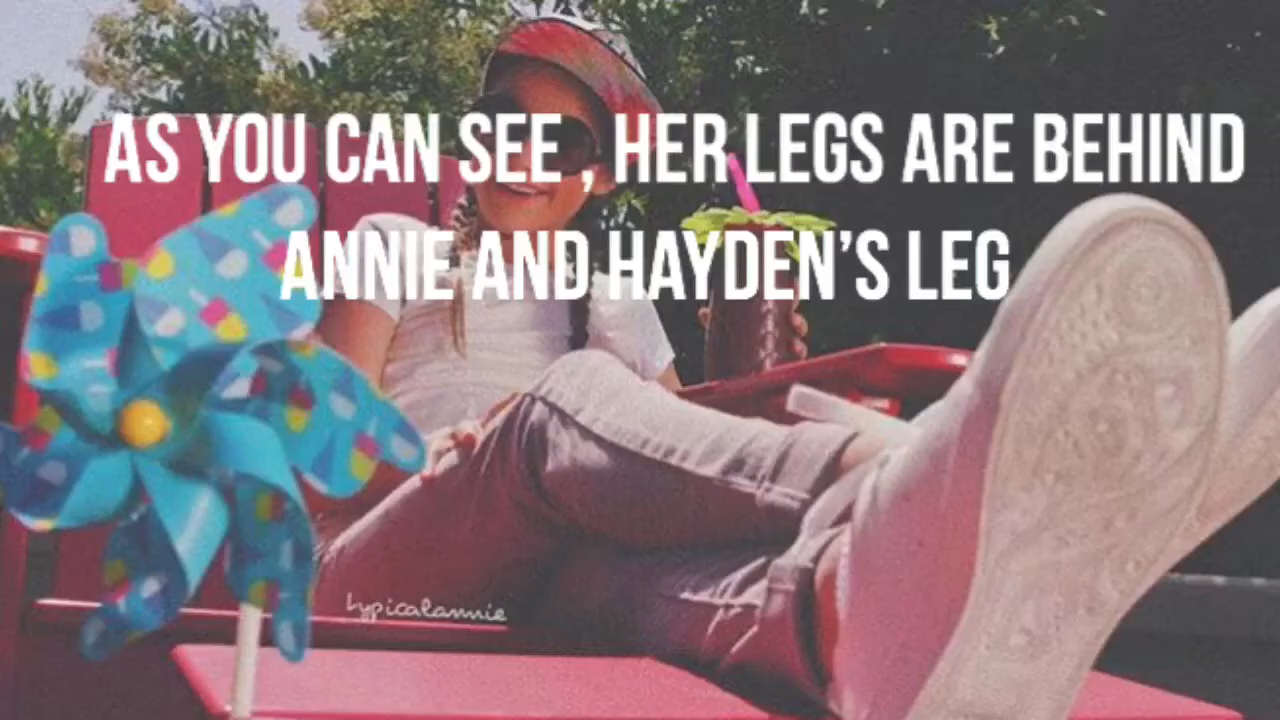 AS YOU CAN SEE , HER LEGS ARE BEHIND
ANNIE AND HAYDEN'S LEG
typicalannie